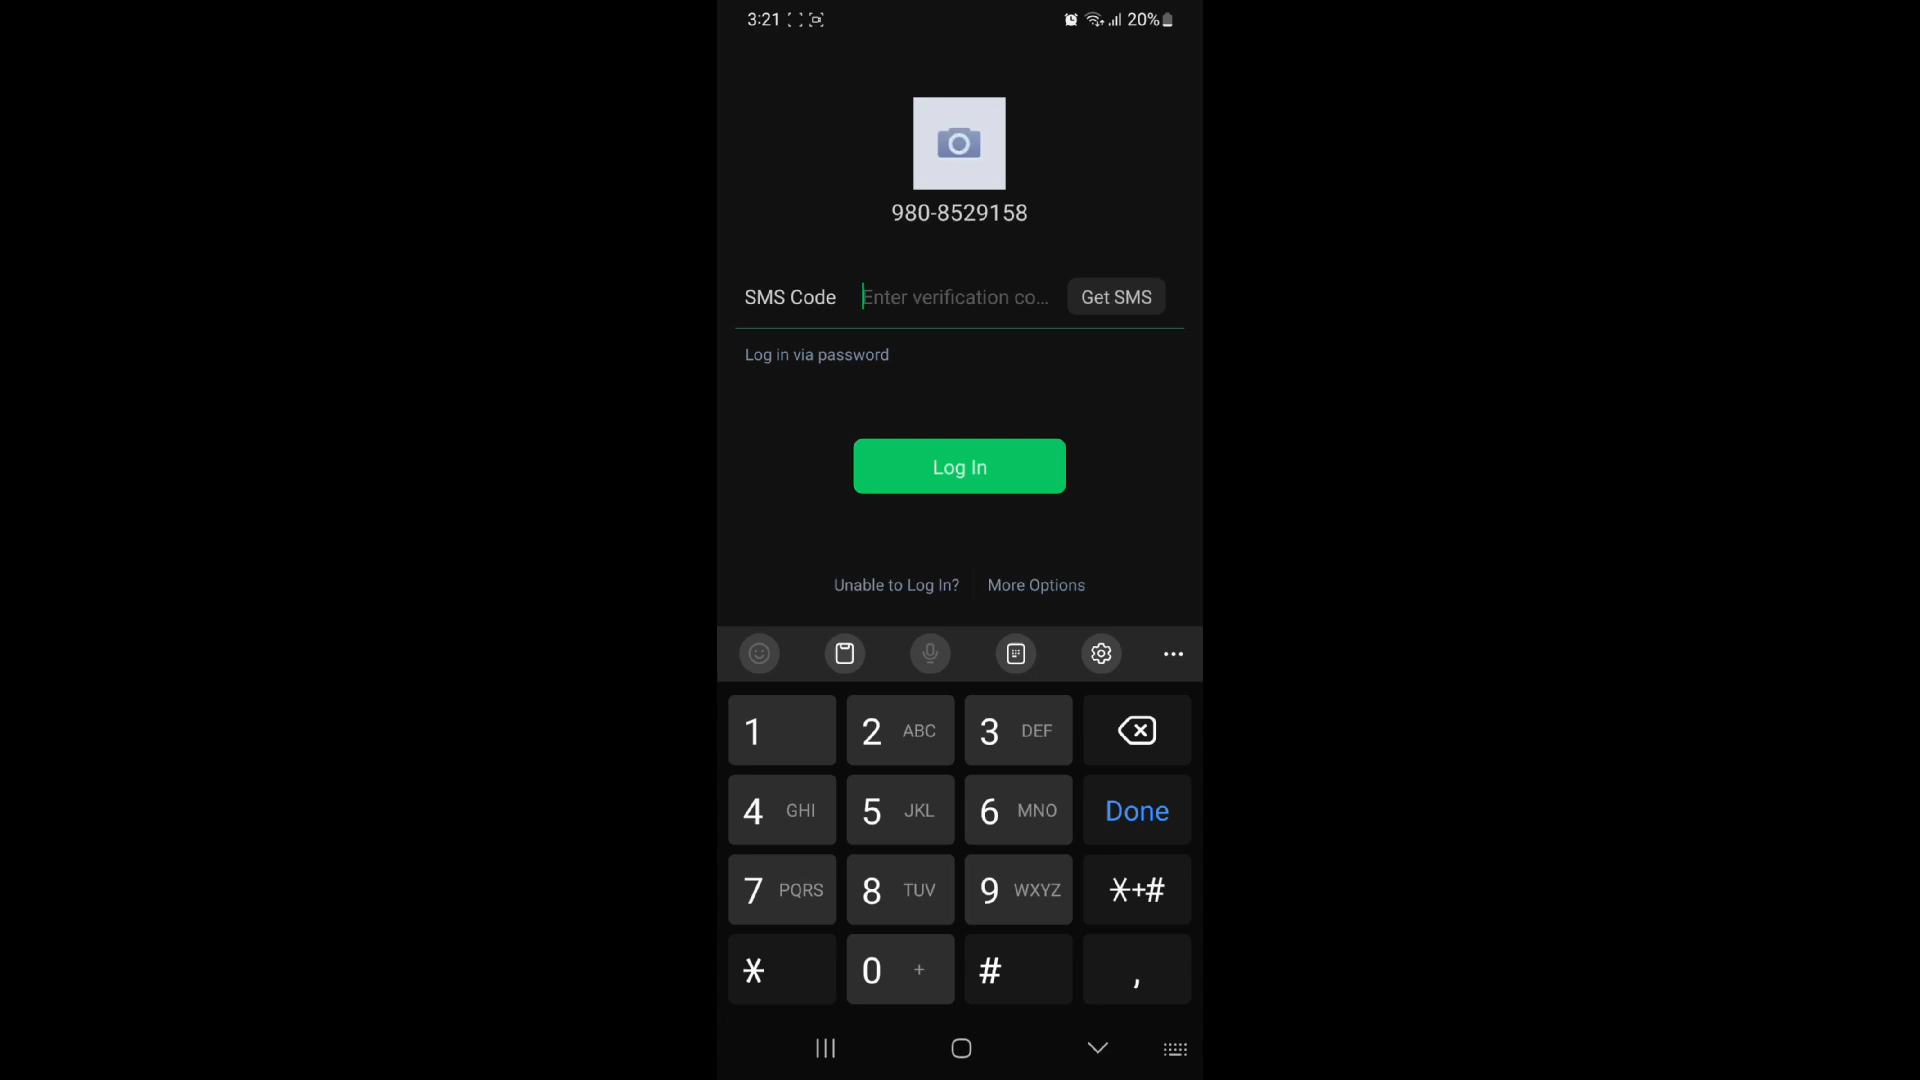 3:21 20%
980-8529158
SMS Code Enter verification co... Get SMS
Log in via password
Log In
Unable to Log In? More Options
1 2 ABC 3 DEF
4 GHI 5 JKL 6 MNO Done
7 PQRS 8 TUV 9 WXYZ *+#
* 0 + # ,